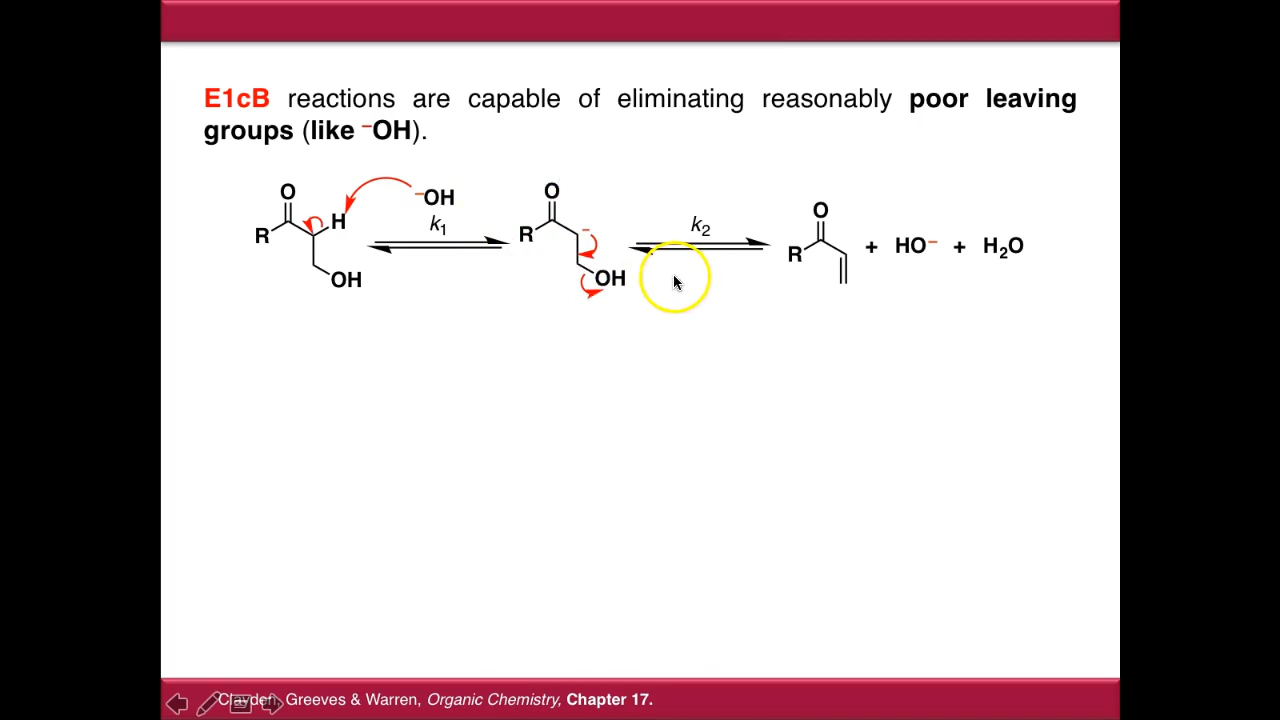 E1cB reactions are capable of eliminating reasonably poor leaving
groups (like ⁻OH).
O R H OH ⁻OH k₁ O R - OH k₂ O R + HO⁻ + H₂O
Clayden, Greeves & Warren, Organic Chemistry, Chapter 17.